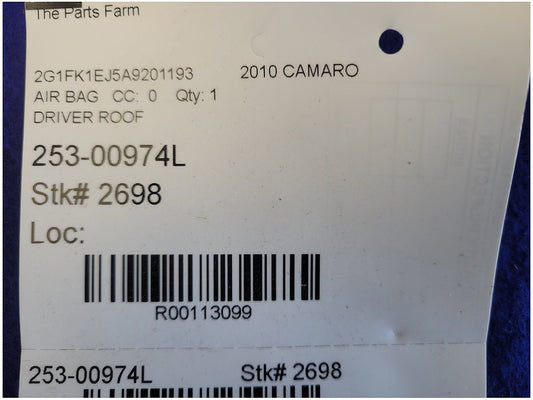 The Parts Farm
2G1FK1EJ5A9201193 2010 CAMARO
AIR BAG CC: 0 Qty: 1
DRIVER ROOF
253-00974L
Stk# 2698
Loc:
R00113099
253-00974L Stk# 2698